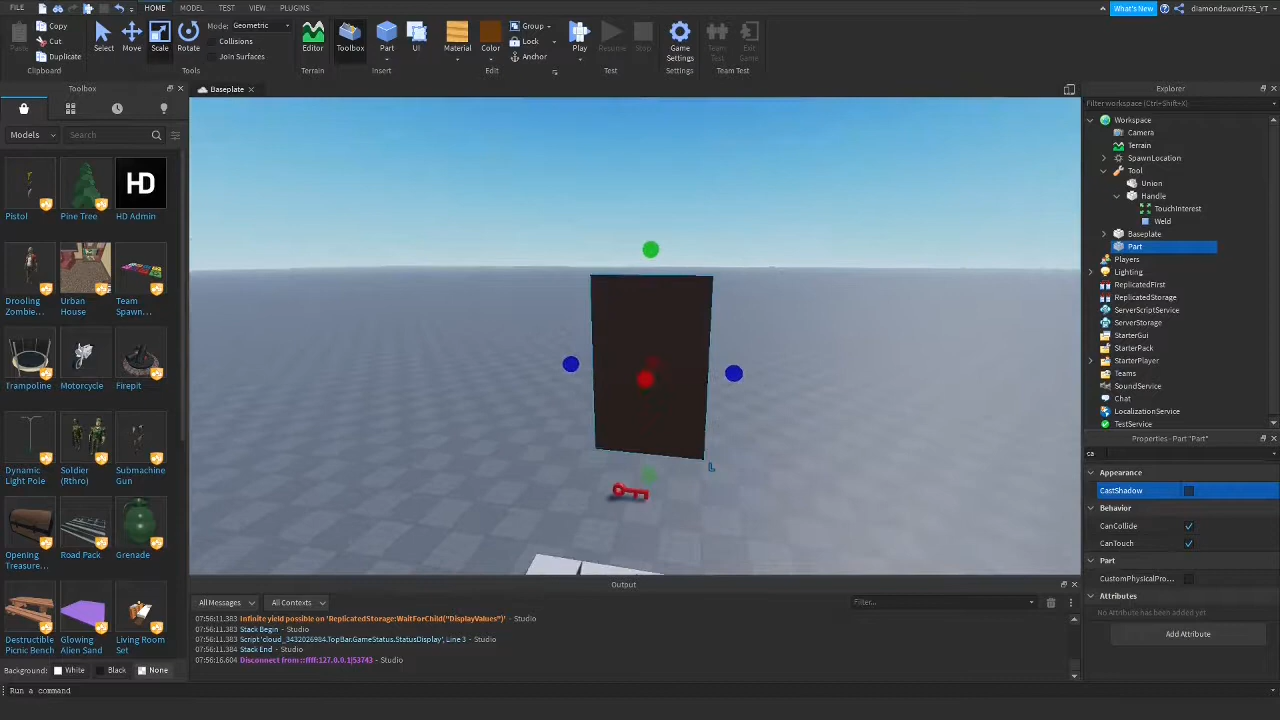 FILE
HOME
MODEL
TEST
VIEW
PLUGINS
What's New
diamondsword755_YT
Paste
Copy
Cut
Duplicate
Clipboard
Select
Move
Scale
Rotate
Mode: Geometric
Collisions
Join Surfaces
Tools
Editor
Terrain
Toolbox
Part
UI
Insert
Material
Color
Group
Lock
Anchor
Edit
Play
Resume
Stop
Test
Game
Settings
Settings
Team
Test
Exit
Game
Team Test
Toolbox
Models
Search
Pistol
Pine Tree
HD
HD Admin
Drooling
Zombie...
Urban
House
Team
Spawn...
Trampoline
Motorcycle
Firepit
Dynamic
Light Pole
Soldier
(Rthro)
Submachine
Gun
Opening
Treasure...
Road Pack
Grenade
Destructible
Picnic Bench
Glowing
Alien Sand
Living Room
Set
Background: White Black None
Baseplate
L
Output
All Messages
All Contexts
Filter...
07:56:11.383 Infinite yield possible on 'ReplicatedStorage:WaitForChild("DisplayValues")' - Studio
07:56:11.383 Stack Begin - Studio
07:56:11.383 Script 'cloud_3432026984.TopBar.GameStatus.StatusDisplay', Line 3 - Studio
07:56:11.384 Stack End - Studio
07:56:16.604 Disconnect from ::ffff:127.0.0.1|53743 - Studio
Run a command
Explorer
Filter workspace (Ctrl+Shift+X)
Workspace
Camera
Terrain
SpawnLocation
Tool
Union
Handle
TouchInterest
Weld
Baseplate
Part
Players
Lighting
ReplicatedFirst
ReplicatedStorage
ServerScriptService
ServerStorage
StarterGui
StarterPack
StarterPlayer
Teams
SoundService
Chat
LocalizationService
TestService
Properties - Part "Part"
ca
Appearance
CastShadow
Behavior
CanCollide
CanTouch
Part
CustomPhysicalPro...
Attributes
No Attribute has been added yet
Add Attribute